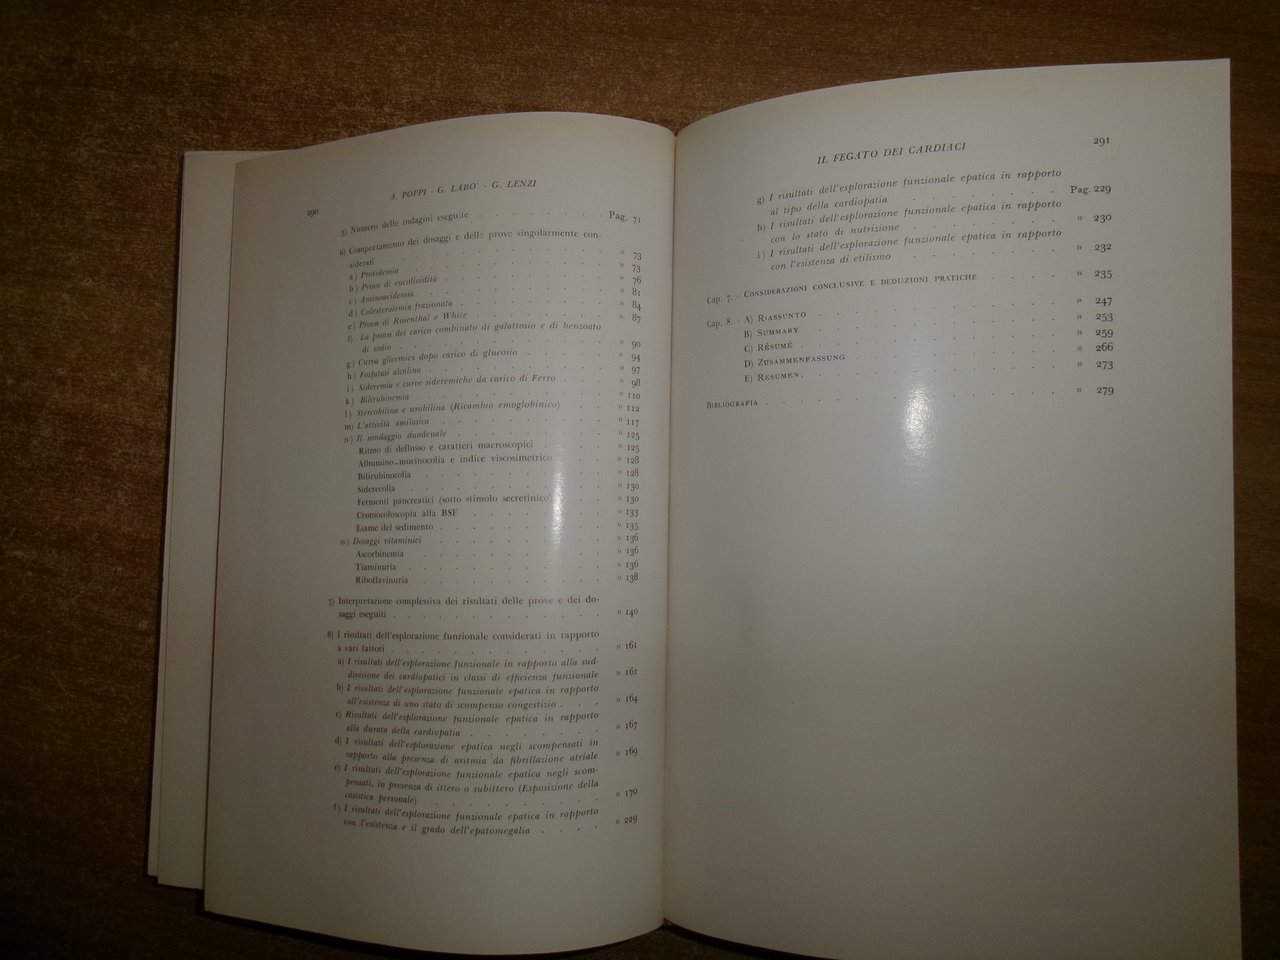 290
A. POPPI - G. LABO' - G. LENZI
5) Numero delle indagini eseguite . . . . . . . Pag. 71
6) Comportamento dei dosaggi e delle prove singolarmente con-
siderati . . . . . . . . . . » 73
a) Protidemia . . . . . . . . . » 73
b) Prove di eucolloidità . . . . . . . » 76
c) Aminoacidemia . . . . . . . . » 81
d) Colesterolemia frazionata . . . . . . » 84
e) Prova di Rosenthal e White . . . . . . » 87
f) La prova del carico combinato di galattosio e di benzoato
di sodio . . . . . . . . . » 90
g) Curva glicemica dopo carico di glucosio . . . . » 94
h) Fosfatasi alcalina . . . . . . . . » 97
i) Sideremia e curve sideremiche da carico di Ferro . . . » 98
k) Bilirubinemia . . . . . . . . » 110
l) Stercobilina e urobilina (Ricambio emoglobinico) . . » 112
m) L'attività amilasica . . . . . . . » 117
n) Il sondaggio duodenale . . . . . . . » 125
Ritmo di deflusso e caratteri macroscopici . . . » 125
Albumino-mucinocolia e indice viscosimetrico . . . » 128
Bilirubinocolia . . . . . . . . » 128
Siderecolia . . . . . . . . . » 130
Fermenti pancreatici (sotto stimolo secretinico) . . . » 130
Cromocoloscopia alla BSF . . . . . . » 133
Esame del sedimento . . . . . . . » 135
o) Dosaggi vitaminici . . . . . . . » 136
Ascorbinemia . . . . . . . . » 136
Tiaminuria . . . . . . . . . » 136
Riboflavinuria . . . . . . . . » 138
7) Interpretazione complessiva dei risultati delle prove e dei do-
saggi eseguiti . . . . . . . . . » 140
8) I risultati dell'esplorazione funzionale considerati in rapporto
a vari fattori . . . . . . . . . » 161
a) I risultati dell'esplorazione funzionale in rapporto alla sud-
divisione dei cardiopatici in classi di efficienza funzionale » 161
b) I risultati dell'esplorazione funzionale epatica in rapporto
all'esistenza di uno stato di scompenso congestizio . . . » 164
c) Risultati dell'esplorazione funzionale epatica in rapporto
alla durata della cardiopatia . . . . . . » 167
d) I risultati dell'esplorazione epatica negli scompensati in
rapporto alla presenza di aritmia da fibrillazione atriale » 169
e) I risultati dell'esplorazione funzionale epatica negli scom-
pensati, in presenza di ittero o subittero (Esposizione della
casistica personale) . . . . . . . » 170
f) I risultati dell'esplorazione funzionale epatica in rapporto
con l'esistenza e il grado dell'epatomegalia . . . . » 229
IL FEGATO DEI CARDIACI
291
g) I risultati dell'esplorazione funzionale epatica in rapporto
al tipo della cardiopatia . . . . . . Pag. 229
h) I risultati dell'esplorazione funzionale epatica in rapporto
con lo stato di nutrizione . . . . . . » 230
i) I risultati dell'esplorazione funzionale epatica in rapporto
con l'esistenza di etilismo . . . . . . » 232
Cap. 7. - CONSIDERAZIONI CONCLUSIVE E DEDUZIONI PRATICHE . . . . » 235
Cap. 8. - A) RIASSUNTO . . . . . . . . » 247
B) SUMMARY . . . . . . . . . » 253
C) RÉSUMÉ . . . . . . . . . » 259
D) ZUSAMMENFASSUNG . . . . . . . » 266
E) RESUMEN . . . . . . . . . » 273
BIBLIOGRAFIA . . . . . . . . . . » 279